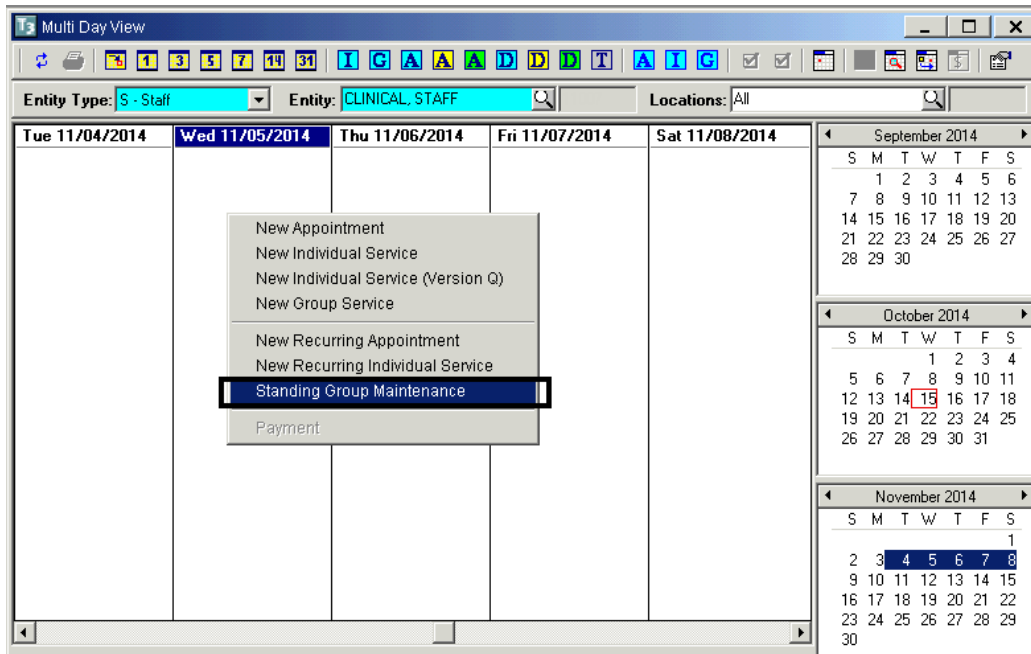 T3 Multi Day View
1 3 5 7 14 31 I G A A A D D D T A I G $
Entity Type: S - Staff Entity: CLINICAL, STAFF Locations: All
Tue 11/04/2014 Wed 11/05/2014 Thu 11/06/2014 Fri 11/07/2014 Sat 11/08/2014
New Appointment
New Individual Service
New Individual Service (Version Q)
New Group Service
New Recurring Appointment
New Recurring Individual Service
Standing Group Maintenance
Payment
September 2014
S M T W T F S
1 2 3 4 5 6
7 8 9 10 11 12 13
14 15 16 17 18 19 20
21 22 23 24 25 26 27
28 29 30
October 2014
S M T W T F S
1 2 3 4
5 6 7 8 9 10 11
12 13 14 15 16 17 18
19 20 21 22 23 24 25
26 27 28 29 30 31
November 2014
S M T W T F S
1
2 3 4 5 6 7 8
9 10 11 12 13 14 15
16 17 18 19 20 21 22
23 24 25 26 27 28 29
30